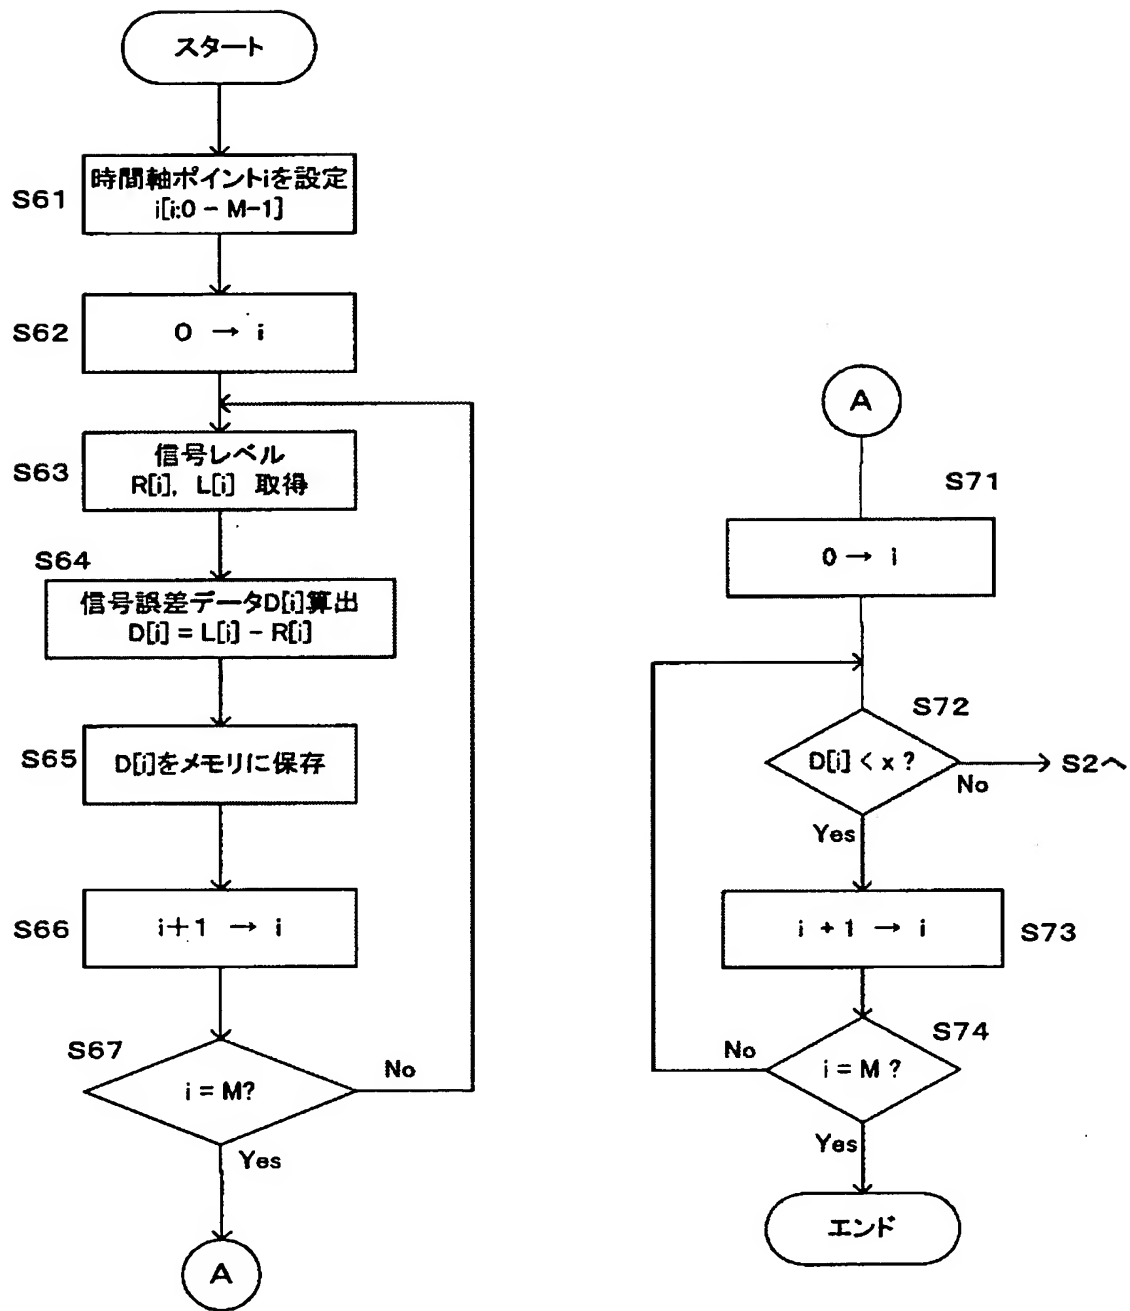 スタート
S61
時間軸ポイントiを設定
i[i:0 - M-1]
S62
0 → i
S63
信号レベル
R[i], L[i] 取得
S64
信号誤差データD[i]算出
D[i] = L[i] - R[i]
S65
D[i]をメモリに保存
S66
i+1 → i
S67
i = M?
No
Yes
A
A
S71
0 → i
S72
D[i] < x ?
No
S2へ
Yes
i + 1 → i
S73
S74
No
i = M ?
Yes
エンド